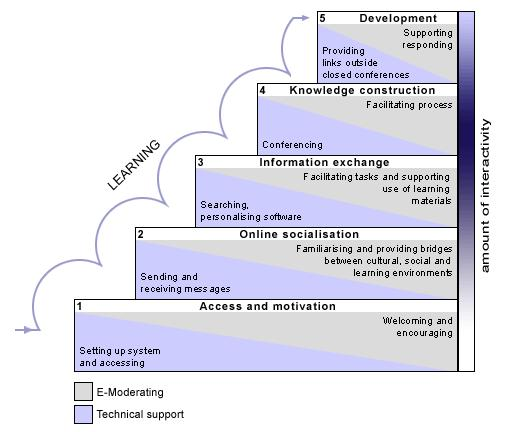 5 Development
Supporting
responding
Providing
links outside
closed conferences
4 Knowledge construction
Facilitating process
Conferencing
LEARNING
3 Information exchange
Facilitating tasks and supporting
use of learning
materials
Searching,
personalising software
2 Online socialisation
Familiarising and providing bridges
between cultural, social and
learning environments
Sending and
receiving messages
1 Access and motivation
Welcoming and
encouraging
Setting up system
and accessing
amount of interactivity
E-Moderating
Technical support